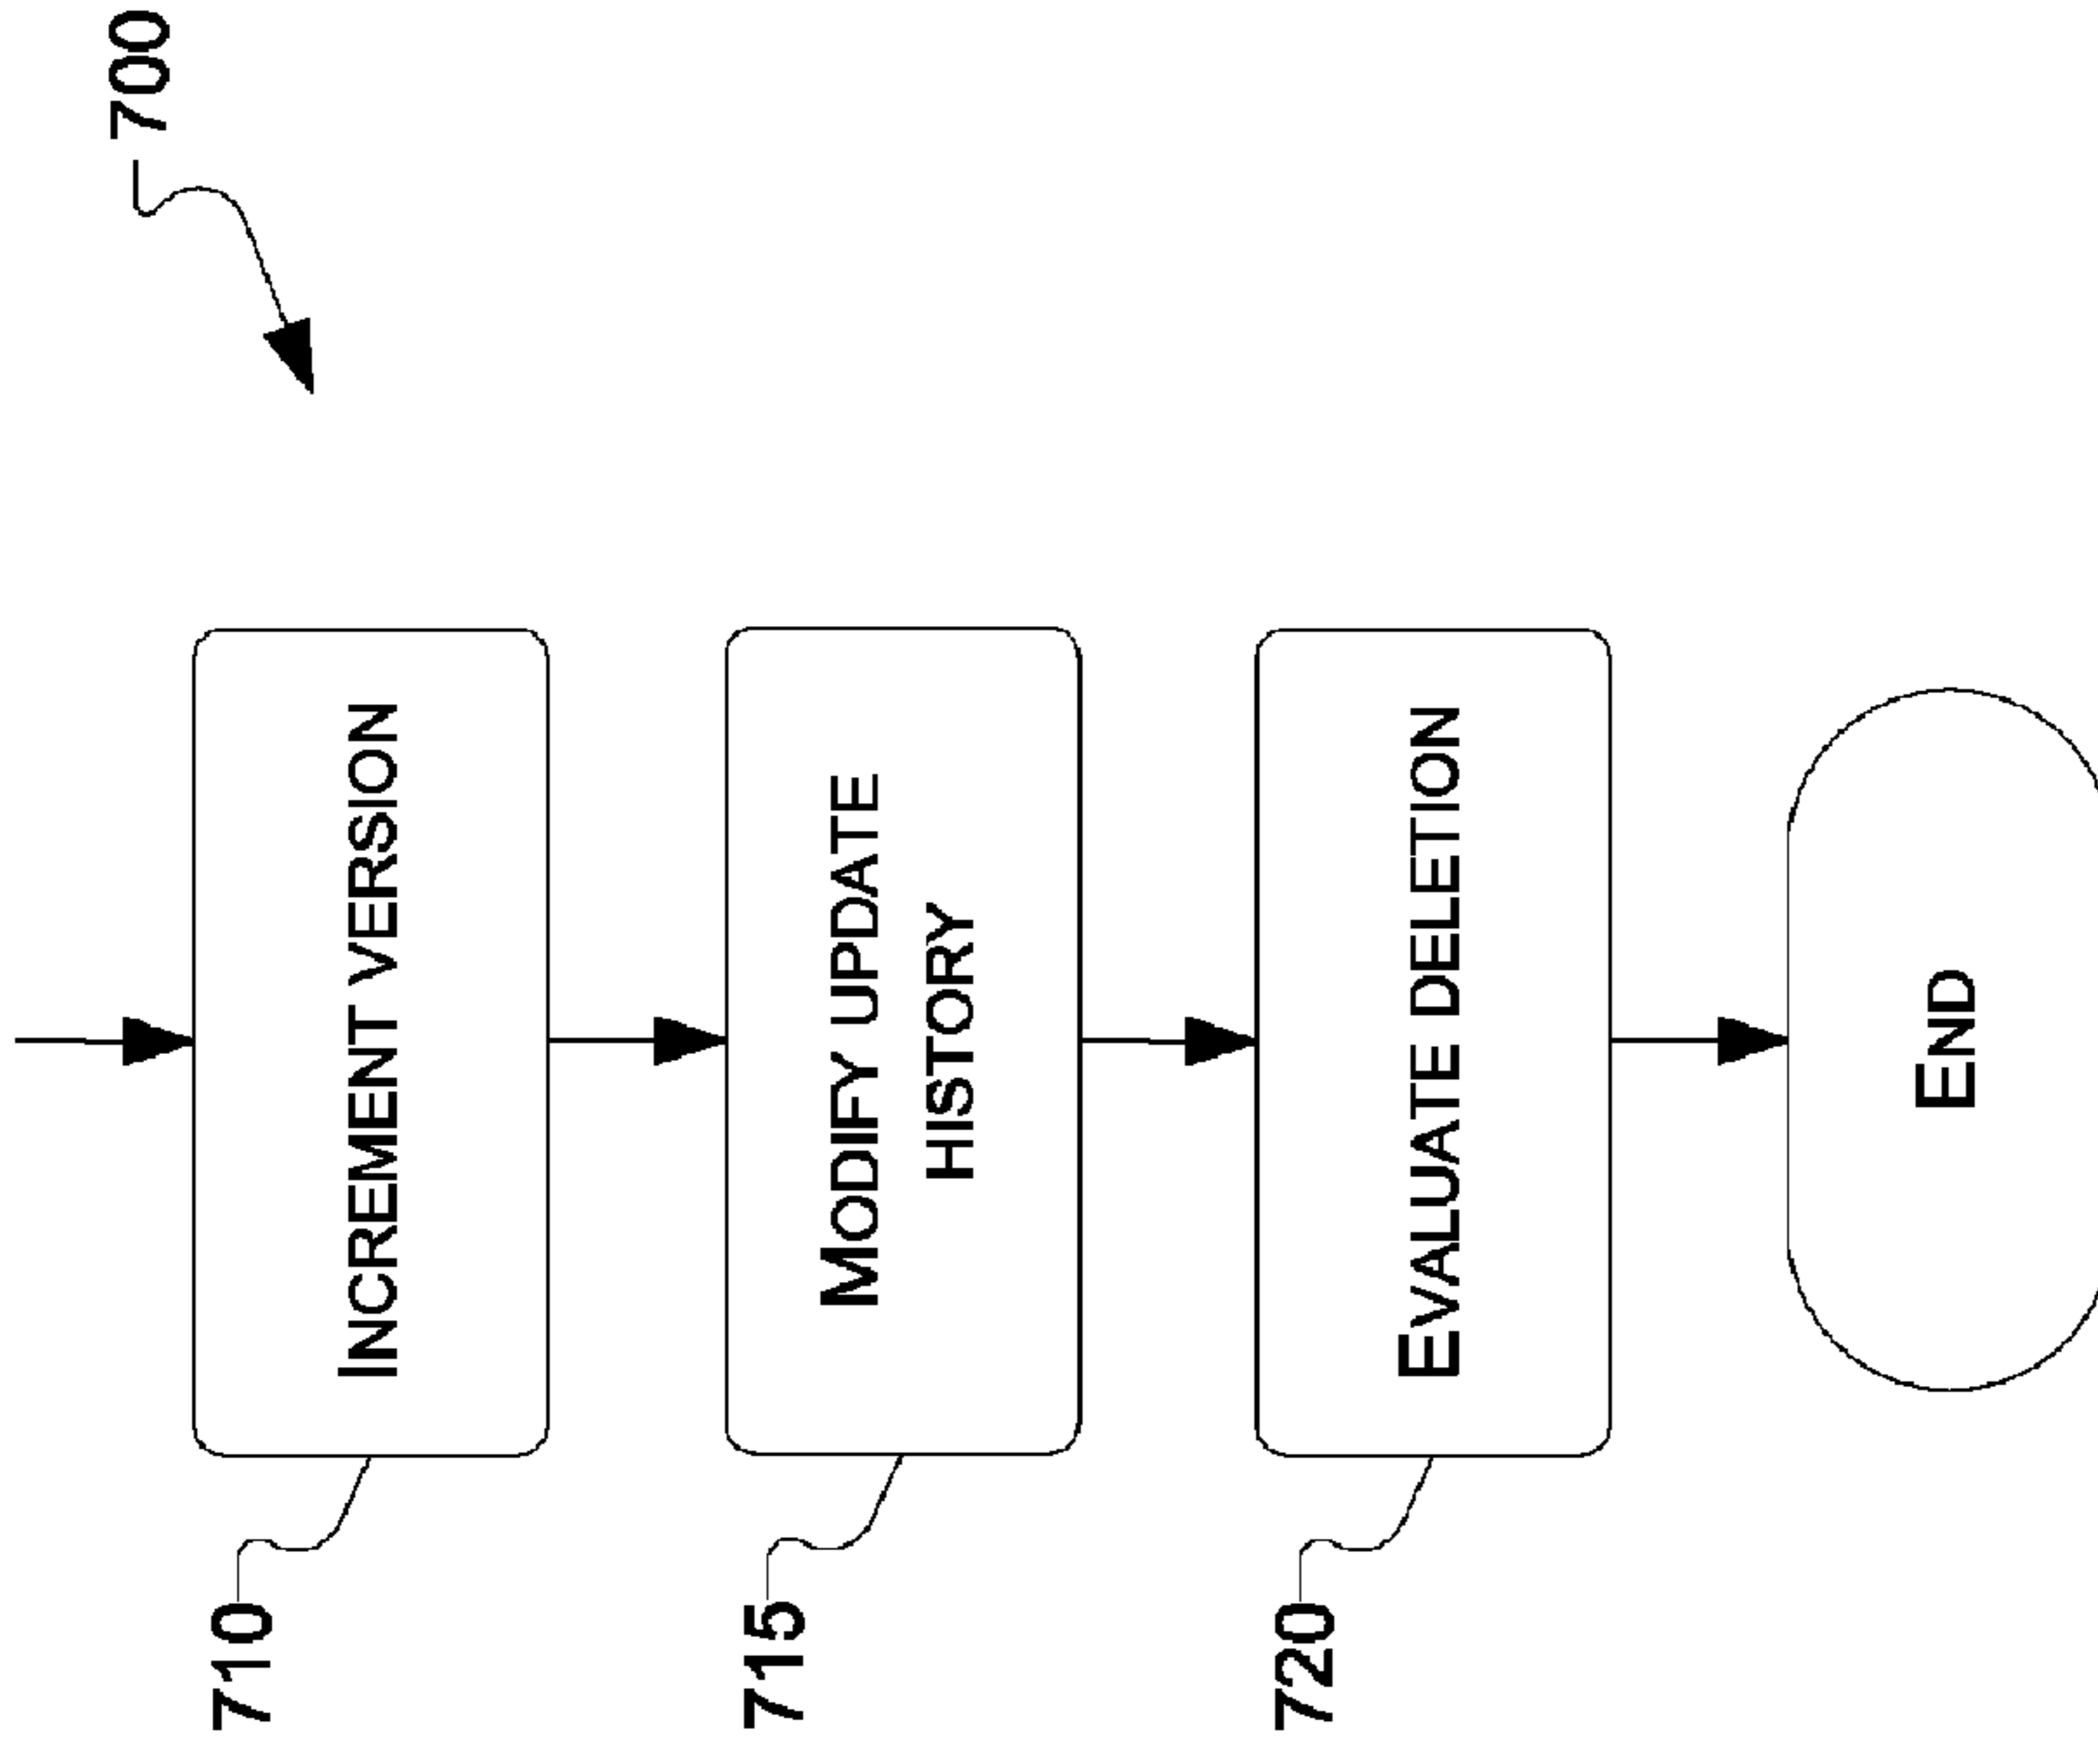 700
710
INCREMENT VERSION
715
MODIFY UPDATE
HISTORY
720
EVALUATE DELETION
END